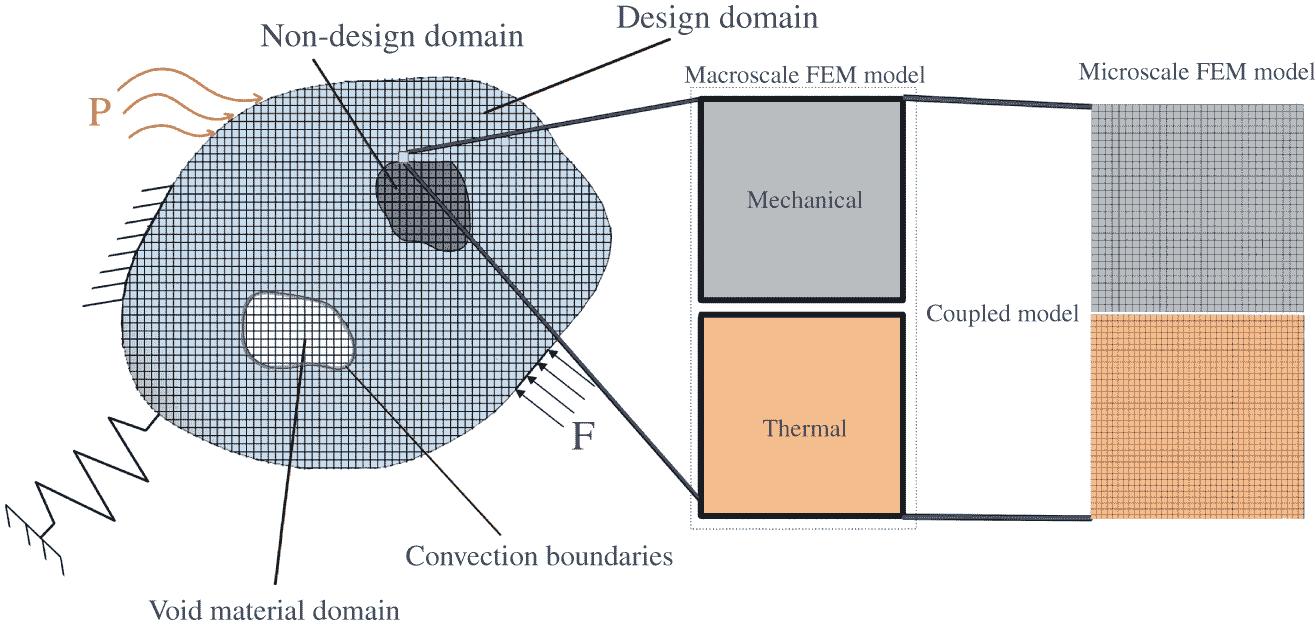 Design domain
Non-design domain
Macroscale FEM model
Microscale FEM model
P
Mechanical
Coupled model
Thermal
F
Convection boundaries
Void material domain